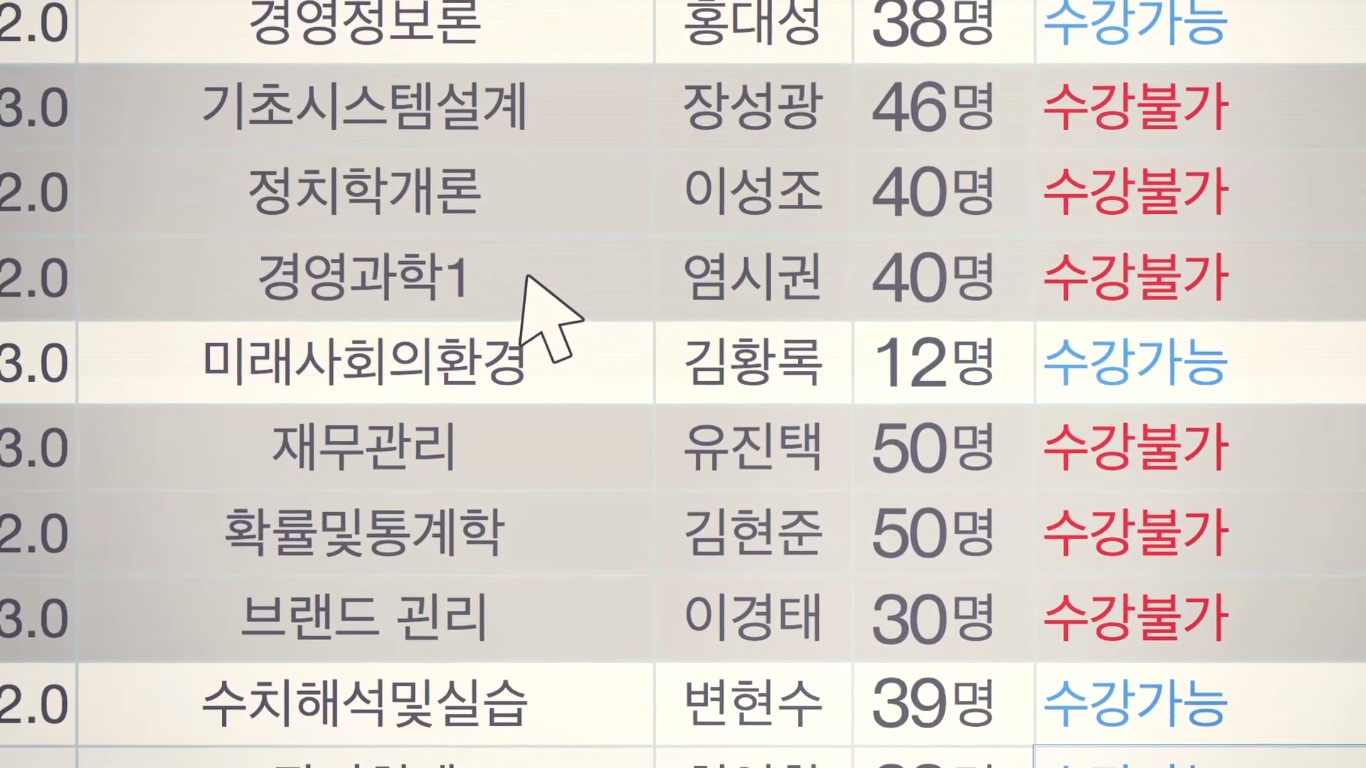 2.0 경영정보론 홍대성 38명 수강가능
3.0 기초시스템설계 장성광 46명 수강불가
2.0 정치학개론 이성조 40명 수강불가
2.0 경영과학1 염시권 40명 수강불가
3.0 미래사회의환경 김황록 12명 수강가능
3.0 재무관리 유진택 50명 수강불가
2.0 확률및통계학 김현준 50명 수강불가
3.0 브랜드 괸리 이경태 30명 수강불가
2.0 수치해석및실습 변현수 39명 수강가능